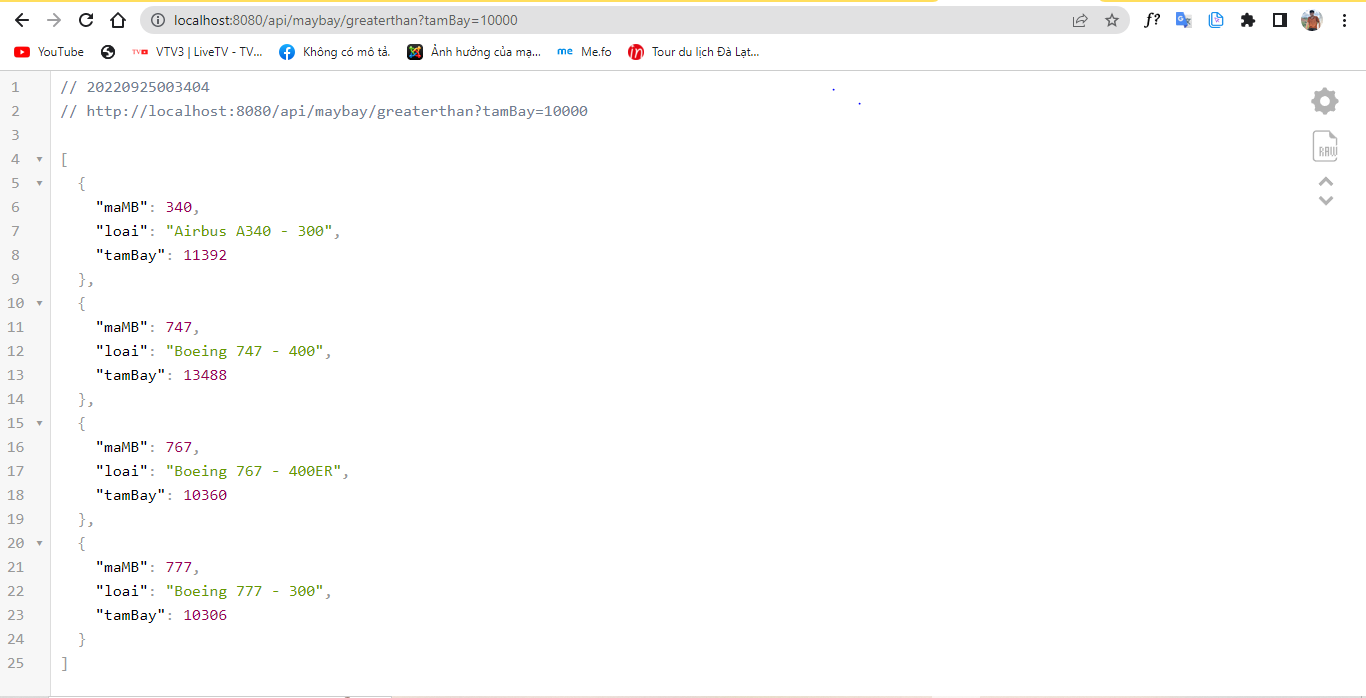 localhost:8080/api/maybay/greaterthan?tamBay=10000
f?
YouTube
VTV3 | LiveTV - TV...
Không có mô tả.
Ảnh hưởng của mạ...
me
Me.fo
Tour du lịch Đà Lạt...
1 // 20220925003404
2 // http://localhost:8080/api/maybay/greaterthan?tamBay=10000
3
4 [
5 {
6 "maMB": 340,
7 "loai": "Airbus A340 - 300",
8 "tamBay": 11392
9 },
10 {
11 "maMB": 747,
12 "loai": "Boeing 747 - 400",
13 "tamBay": 13488
14 },
15 {
16 "maMB": 767,
17 "loai": "Boeing 767 - 400ER",
18 "tamBay": 10360
19 },
20 {
21 "maMB": 777,
22 "loai": "Boeing 777 - 300",
23 "tamBay": 10306
24 }
25 ]
RAW